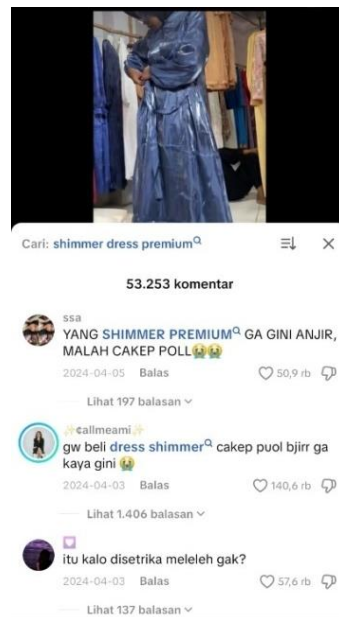 Cari: shimmer dress premium
53.253 komentar
ssa
YANG SHIMMER PREMIUM GA GINI ANJIR,
MALAH CAKEP POLL😭😭
2024-04-05 Balas 50,9 rb
Lihat 197 balasan
✨¢allmeami✨
gw beli dress shimmer cakep puol bjirr ga
kaya gini 😭
2024-04-03 Balas 140,6 rb
Lihat 1.406 balasan
💟
itu kalo disetrika meleleh gak?
2024-04-03 Balas 57,6 rb
Lihat 137 balasan